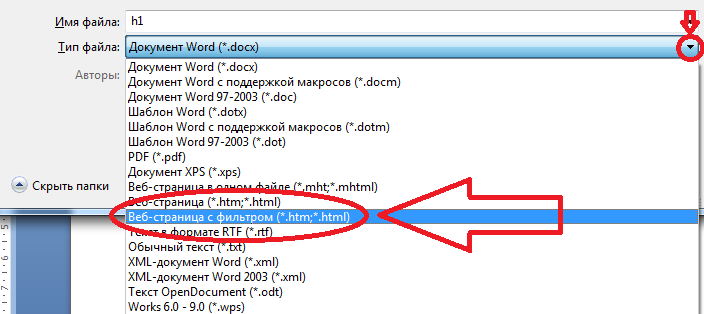 Имя файла: h1
Тип файла: Документ Word (*.docx)
Авторы: Документ Word (*.docx)
Документ Word с поддержкой макросов (*.docm)
Документ Word 97-2003 (*.doc)
Шаблон Word (*.dotx)
Шаблон Word с поддержкой макросов (*.dotm)
Шаблон Word 97-2003 (*.dot)
PDF (*.pdf)
Документ XPS (*.xps)
Скрыть папки
Веб-страница в одном файле (*.mht;*.mhtml)
Веб-страница (*.htm;*.html)
Веб-страница с фильтром (*.htm;*.html)
Текст в формате RTF (*.rtf)
Обычный текст (*.txt)
XML-документ Word (*.xml)
XML-документ Word 2003 (*.xml)
Текст OpenDocument (*.odt)
Works 6.0 - 9.0 (*.wps)